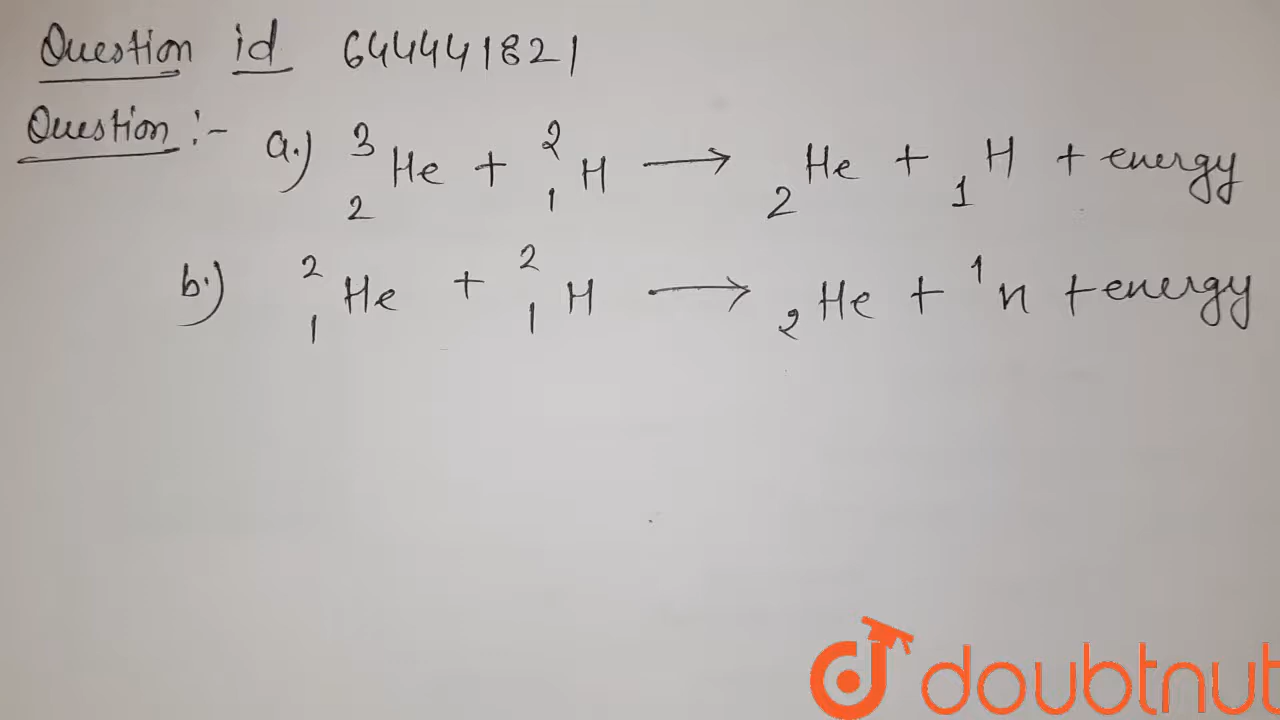 Question id 644441821
Question :- a.) ³₂He + ²₁H ⟶ ₂He + ₁H + energy
b.) ²₁He + ²₁H ⟶ ₂He + ¹n + energy
doubtnut